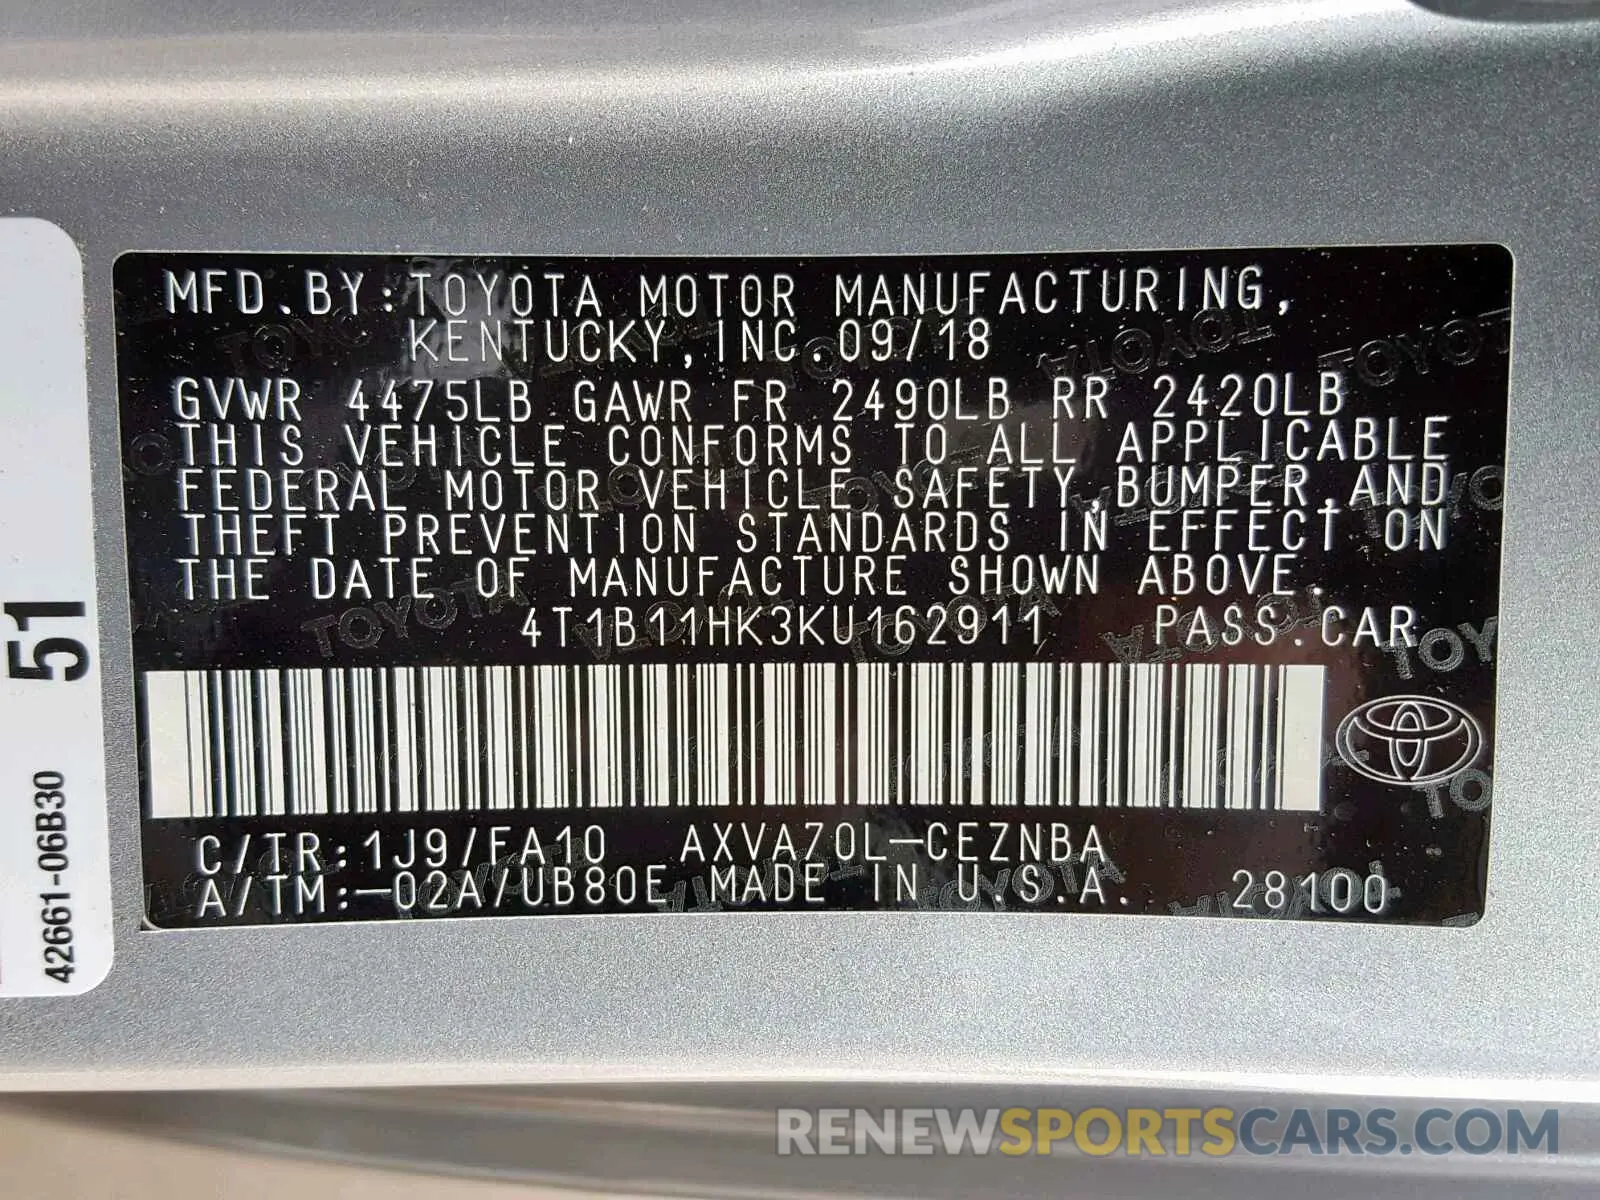 MFD.BY:TOYOTA MOTOR MANUFACTURING,
KENTUCKY,INC.09/18
GVWR 4475LB GAWR FR 2490LB RR 2420LB
THIS VEHICLE CONFORMS TO ALL APPLICABLE
FEDERAL MOTOR VEHICLE SAFETY,BUMPER,AND
THEFT PREVENTION STANDARDS IN EFFECT ON
THE DATE OF MANUFACTURE SHOWN ABOVE.
4T1B11HK3KU162911 PASS.CAR
C/TR:1J9/FA10 AXVA70L-CEZNBA
A/TM:-02A/UB80E MADE IN U.S.A. 28100
51
42661-06B30
RENEWSPORTSCARS.COM